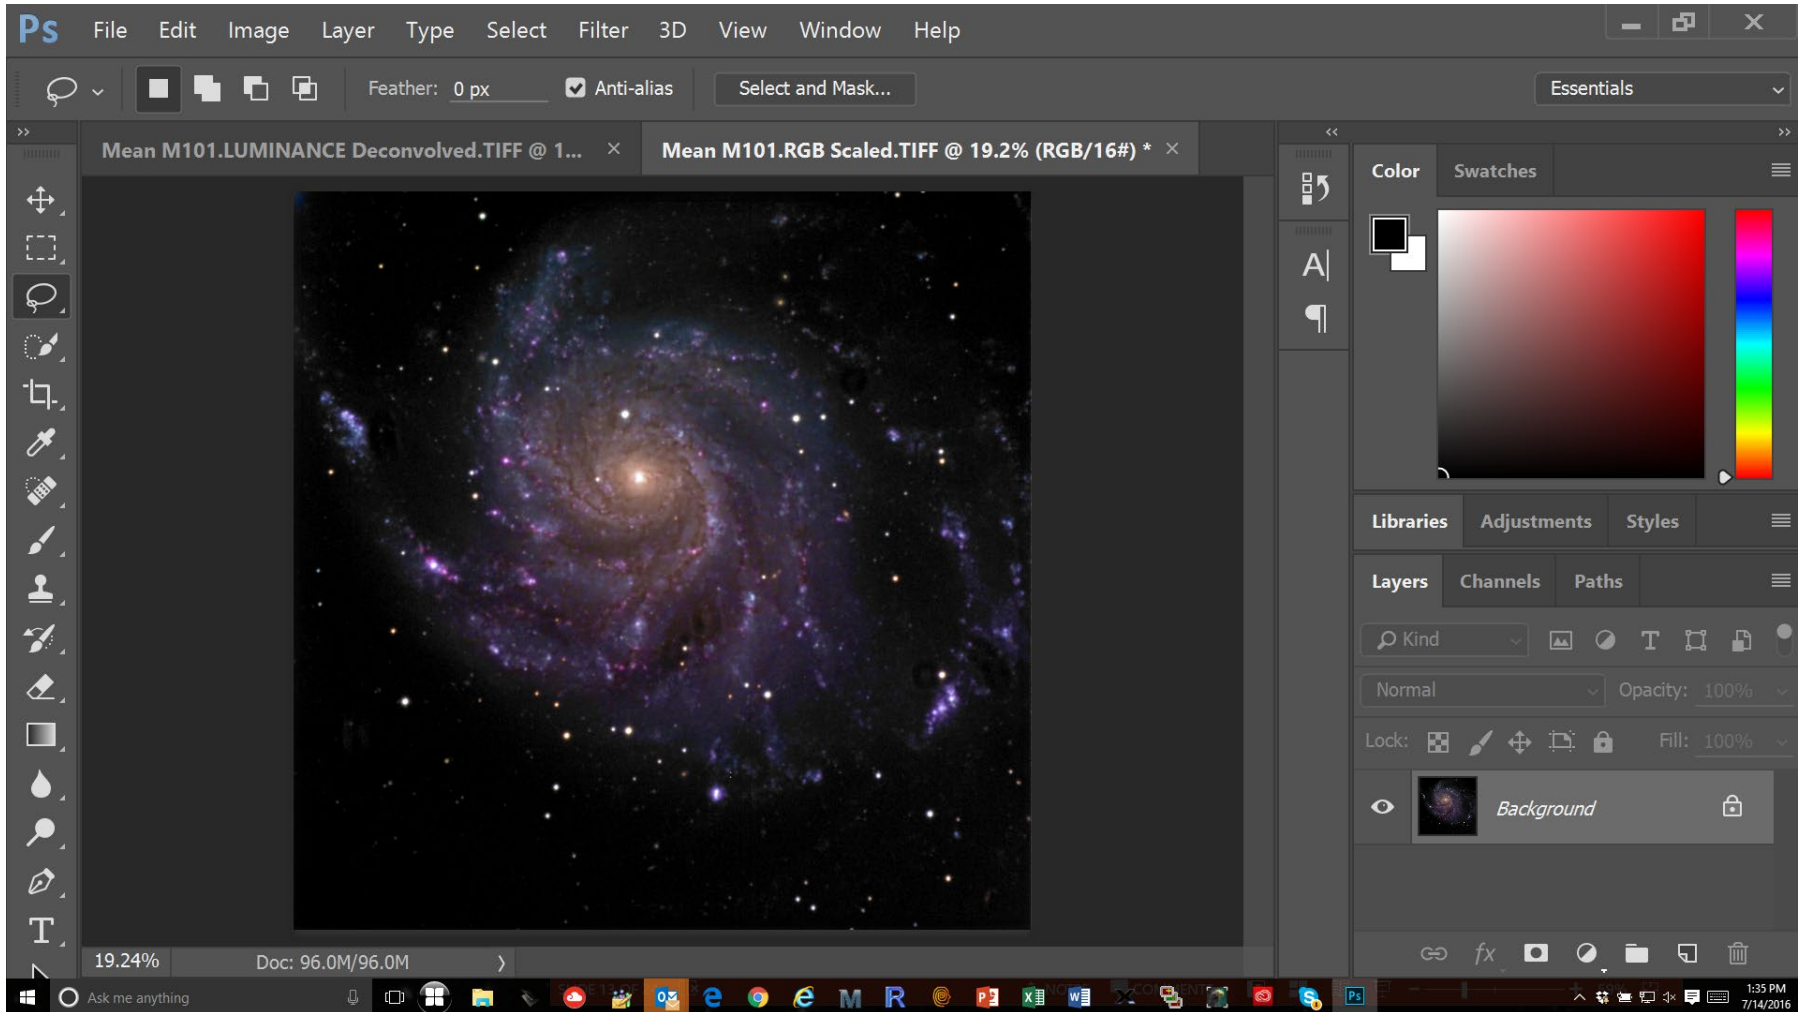 Ps File Edit Image Layer Type Select Filter 3D View Window Help
Feather: 0 px Anti-alias Select and Mask... Essentials
Mean M101.LUMINANCE Deconvolved.TIFF @ 1... × Mean M101.RGB Scaled.TIFF @ 19.2% (RGB/16#) * ×
Color Swatches
A
Libraries Adjustments Styles
Layers Channels Paths
Kind
Normal Opacity: 100%
Lock: Fill: 100%
Background
T
fx
19.24% Doc: 96.0M/96.0M
Ask me anything
1:35 PM
7/14/2016